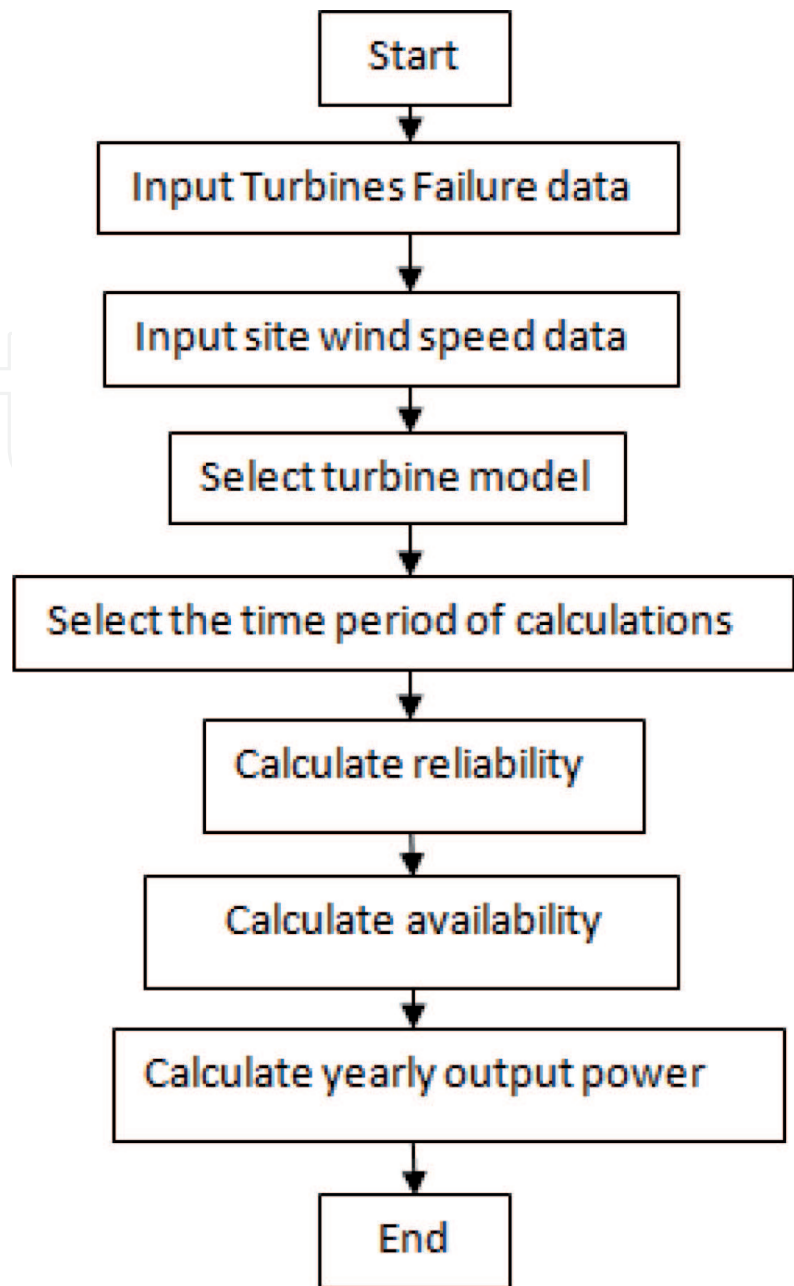 Start
Input Turbines Failure data
Input site wind speed data
Select turbine model
Select the time period of calculations
Calculate reliability
Calculate availability
Calculate yearly output power
End